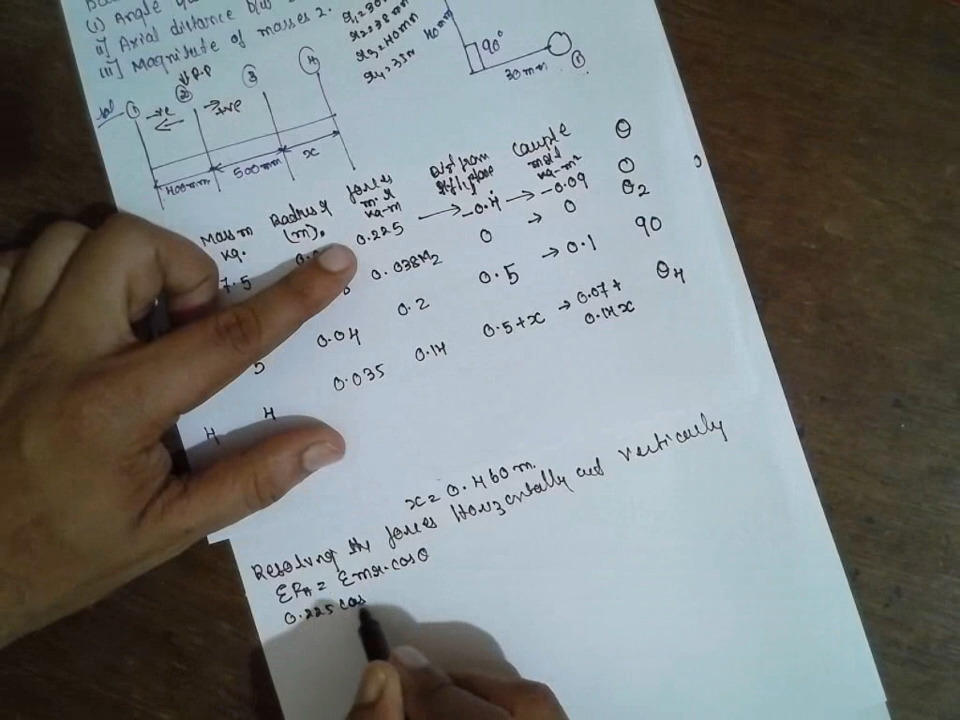 (i) Angle
ii] Axial distance b/w
iii] Magnitude of masses 2.
r2=38mm
r3=40mm
r4=35m
40mm
90°
30mm
①
Sol
① ② ③ ④
↓R.P
-ve +ve
400mm 500mm x
Mass m kg. Radius r (m). forces m·r kg-m Dist from Ref. plane Couple mrd kg-m² θ
7.5 0.225 → -0.4 → -0.09 0
0.038M2 0 → 0 θ2
5 0.04 0.2 0.5 → 0.1 90
4 4 0.035 0.14 0.5+x → 0.07+ 0.14x θ4
x=0.460m.
Resolving the forces Horizontally and vertically
ΣFH = Σmr.cosθ
0.225 cos